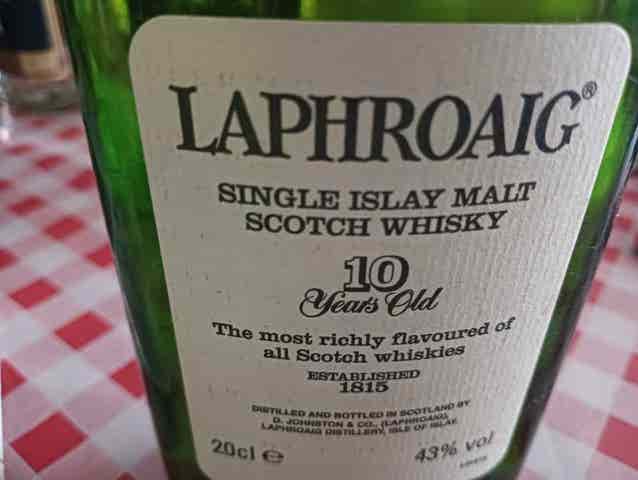 LAPHROAIG®
SINGLE ISLAY MALT
SCOTCH WHISKY
10
Years Old
The most richly flavoured of
all Scotch whiskies
ESTABLISHED
1815
DISTILLED AND BOTTLED IN SCOTLAND BY
D. JOHNSTON & CO., (LAPHROAIG),
LAPHROAIG DISTILLERY, ISLE OF ISLAY.
20cl e
43% vol